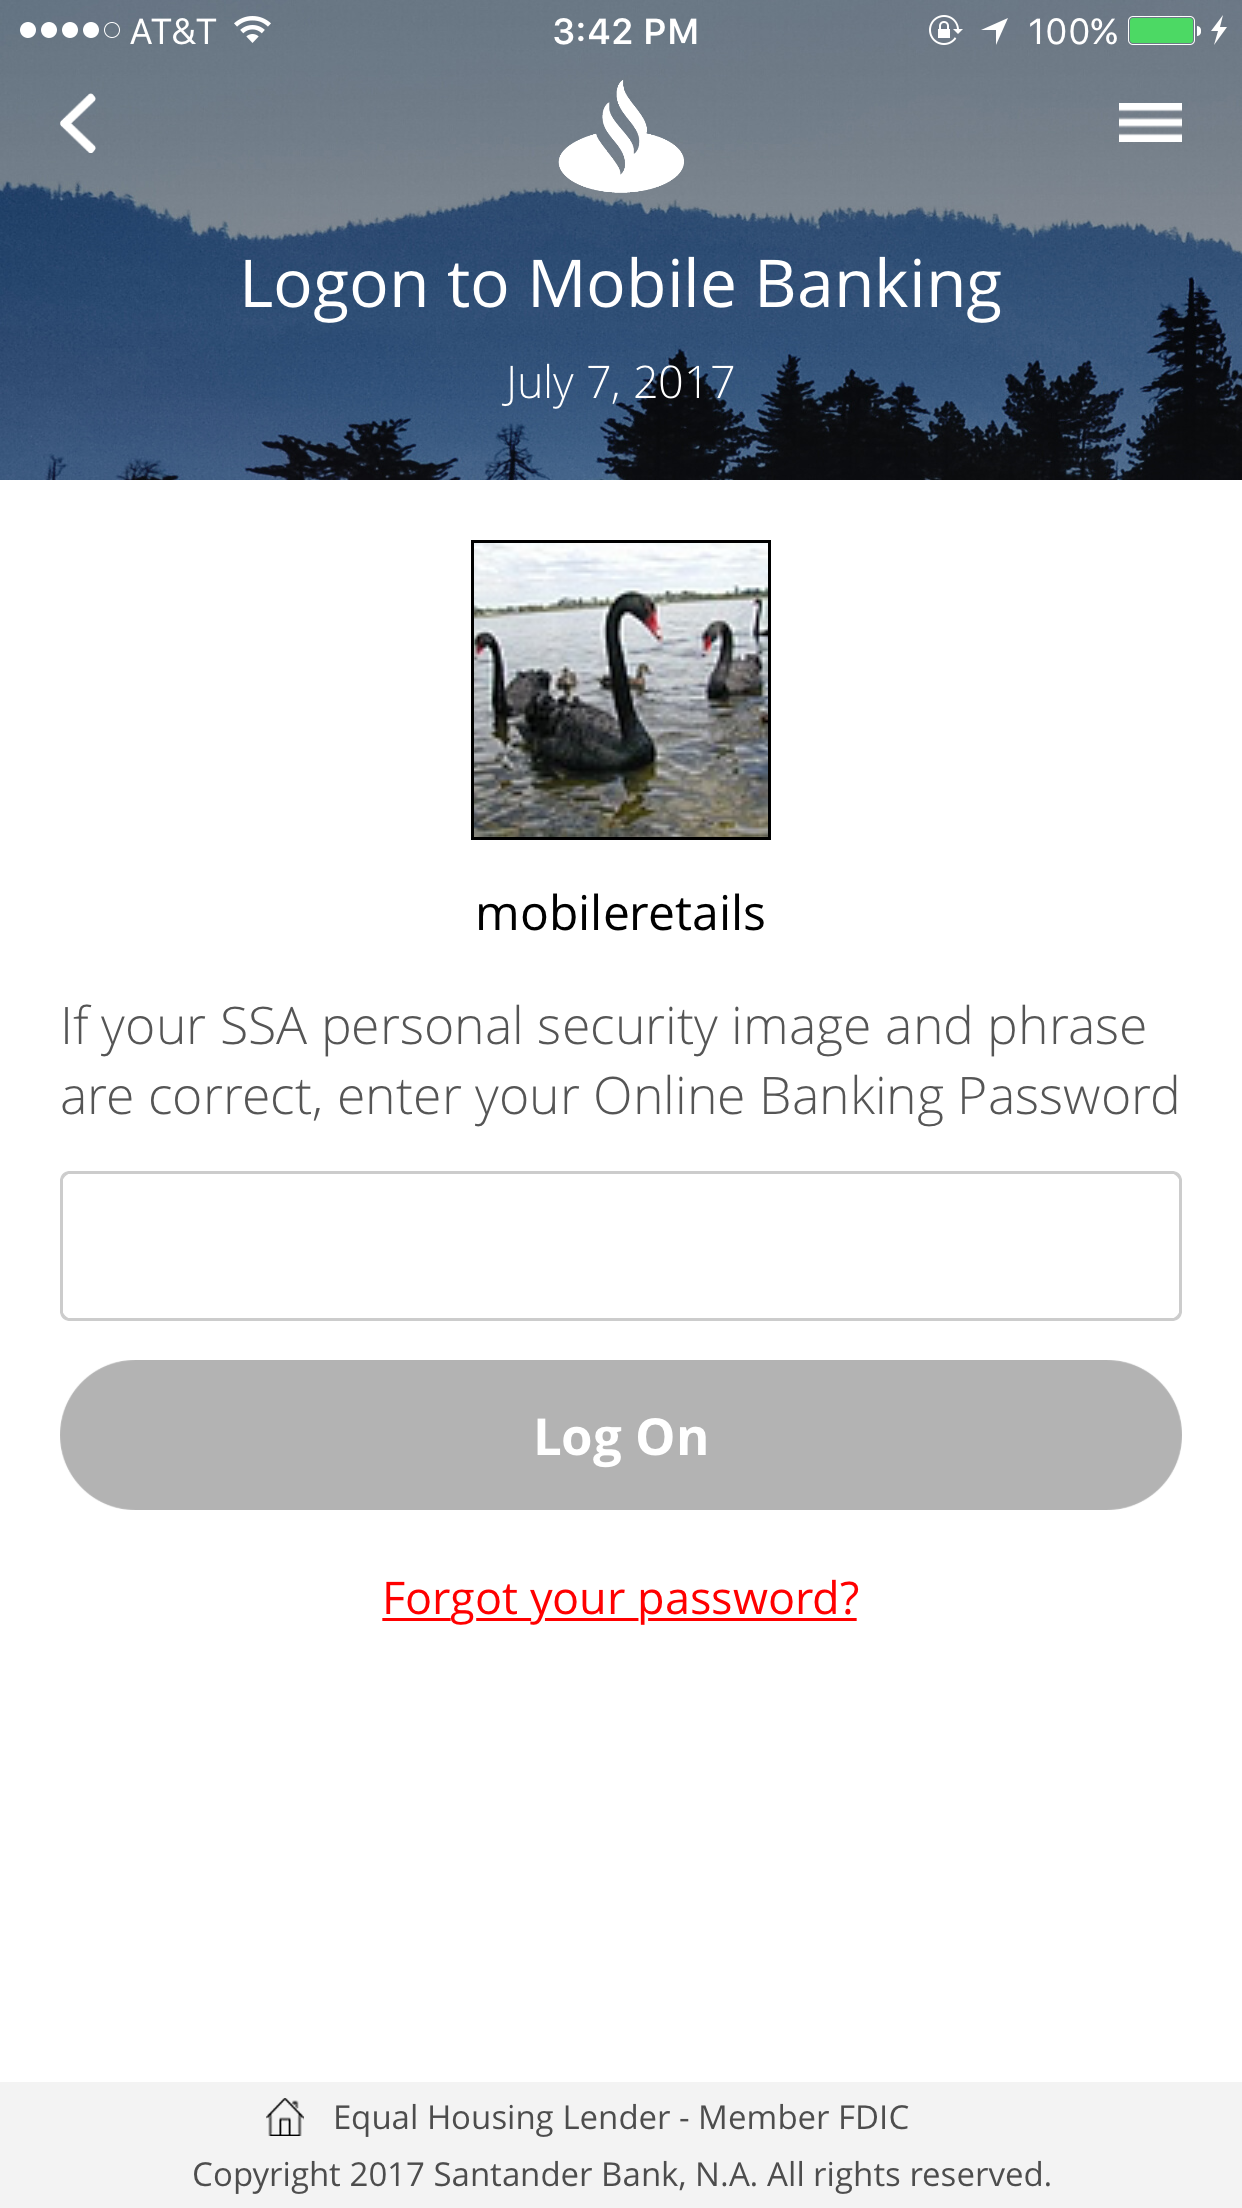 AT&T 3:42 PM 100%
Logon to Mobile Banking
July 7, 2017
mobileretails
If your SSA personal security image and phrase
are correct, enter your Online Banking Password
Log On
Forgot your password?
Equal Housing Lender - Member FDIC
Copyright 2017 Santander Bank, N.A. All rights reserved.